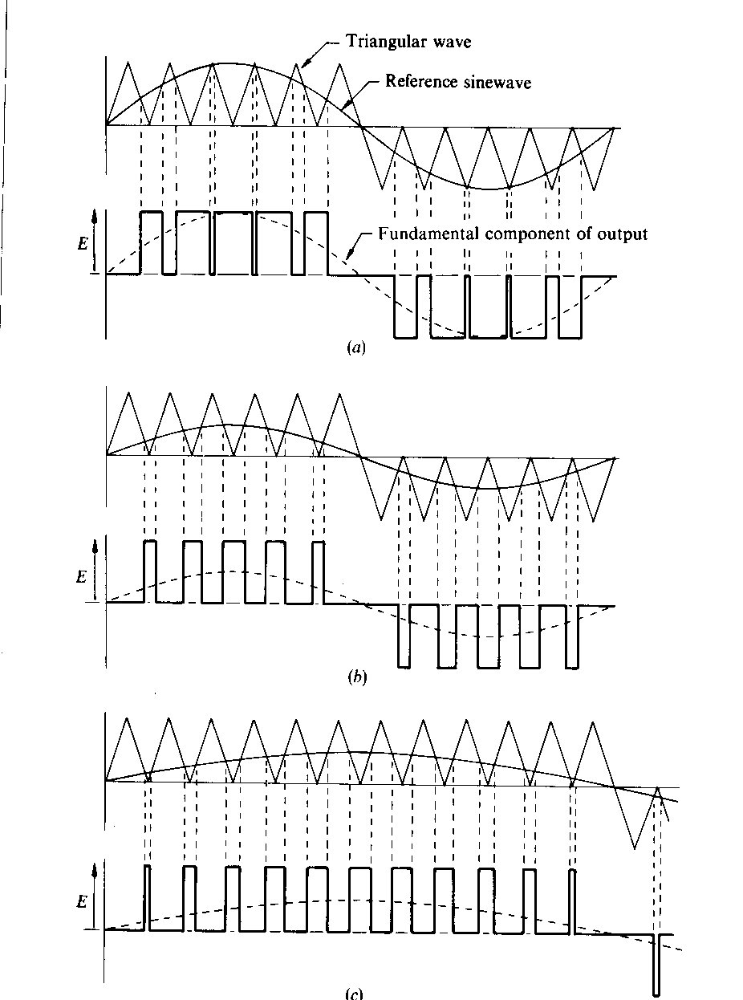 Triangular wave
Reference sinewave
E
Fundamental component of output
(a)
E
(b)
E
(c)